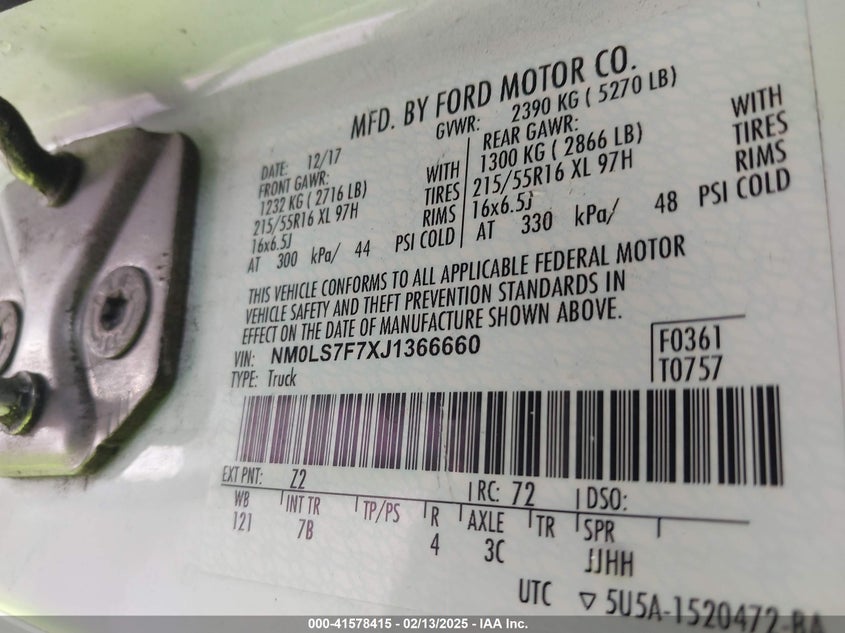 MFD. BY FORD MOTOR CO.
DATE: 12/17
GVWR: 2390 KG ( 5270 LB)
FRONT GAWR:
1232 KG ( 2716 LB) WITH
215/55R16 XL 97H TIRES
16x6.5J RIMS
AT 300 kPa/ 44 PSI COLD
REAR GAWR:
1300 KG ( 2866 LB) WITH
215/55R16 XL 97H TIRES
16x6.5J RIMS
AT 330 kPa/ 48 PSI COLD
THIS VEHICLE CONFORMS TO ALL APPLICABLE FEDERAL MOTOR
VEHICLE SAFETY AND THEFT PREVENTION STANDARDS IN
EFFECT ON THE DATE OF MANUFACTURE SHOWN ABOVE.
VIN: NM0LS7F7XJ1366660
TYPE: Truck
F0361
T0757
EXT PNT: Z2 RC: 72 DSO:
WB INT TR TP/PS R AXLE TR SPR
121 7B 4 3C JJHH
UTC ▽ 5U5A-1520472-BA
000-41578415 - 02/13/2025 - IAA Inc.